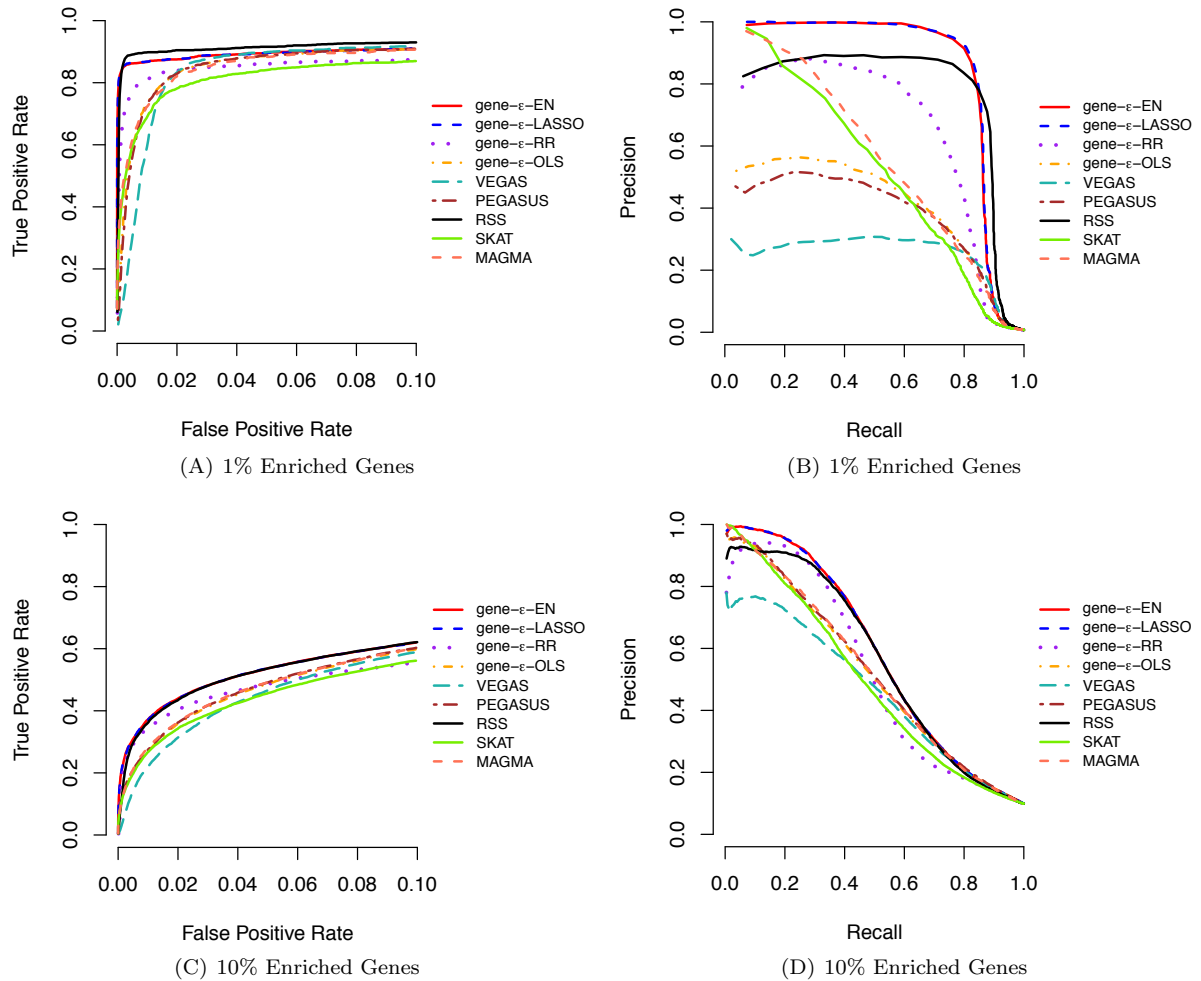 True Positive Rate
0.0 0.2 0.4 0.6 0.8 1.0
0.00 0.02 0.04 0.06 0.08 0.10
False Positive Rate
gene-ε-EN
gene-ε-LASSO
gene-ε-RR
gene-ε-OLS
VEGAS
PEGASUS
RSS
SKAT
MAGMA
(A) 1% Enriched Genes
Precision
0.0 0.2 0.4 0.6 0.8 1.0
0.0 0.2 0.4 0.6 0.8 1.0
Recall
gene-ε-EN
gene-ε-LASSO
gene-ε-RR
gene-ε-OLS
VEGAS
PEGASUS
RSS
SKAT
MAGMA
(B) 1% Enriched Genes
True Positive Rate
0.0 0.2 0.4 0.6 0.8 1.0
0.00 0.02 0.04 0.06 0.08 0.10
False Positive Rate
gene-ε-EN
gene-ε-LASSO
gene-ε-RR
gene-ε-OLS
VEGAS
PEGASUS
RSS
SKAT
MAGMA
(C) 10% Enriched Genes
Precision
0.0 0.2 0.4 0.6 0.8 1.0
0.0 0.2 0.4 0.6 0.8 1.0
Recall
gene-ε-EN
gene-ε-LASSO
gene-ε-RR
gene-ε-OLS
VEGAS
PEGASUS
RSS
SKAT
MAGMA
(D) 10% Enriched Genes